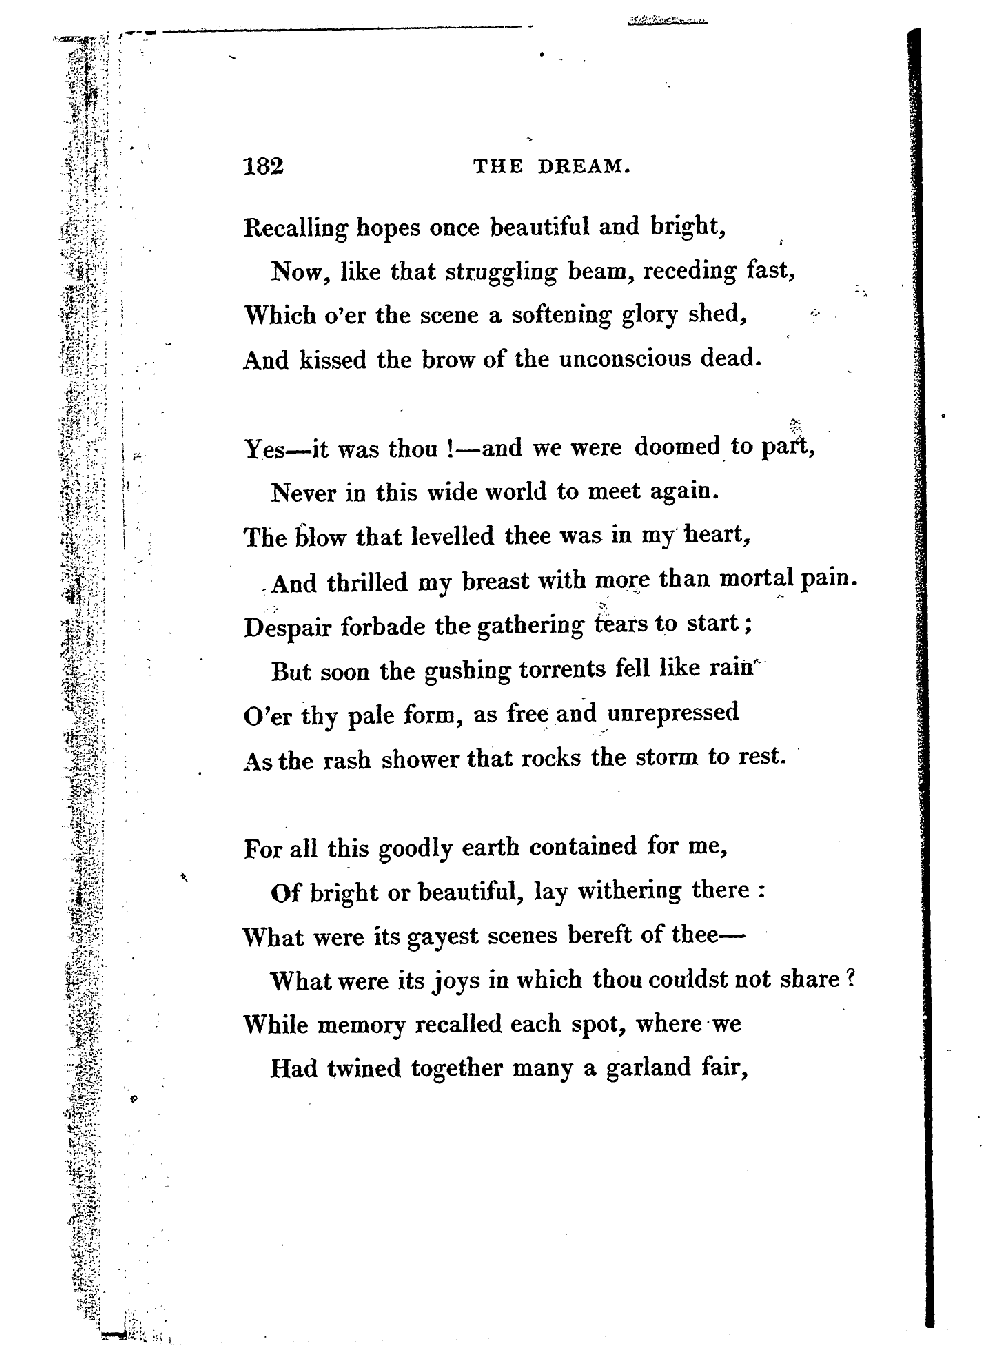 182 THE DREAM.
Recalling hopes once beautiful and bright,
Now, like that struggling beam, receding fast,
Which o'er the scene a softening glory shed,
And kissed the brow of the unconscious dead.
Yes—it was thou !—and we were doomed to part,
Never in this wide world to meet again.
The blow that levelled thee was in my heart,
And thrilled my breast with more than mortal pain.
Despair forbade the gathering tears to start ;
But soon the gushing torrents fell like rain
O'er thy pale form, as free and unrepressed
As the rash shower that rocks the storm to rest.
For all this goodly earth contained for me,
Of bright or beautiful, lay withering there :
What were its gayest scenes bereft of thee—
What were its joys in which thou couldst not share ?
While memory recalled each spot, where we
Had twined together many a garland fair,